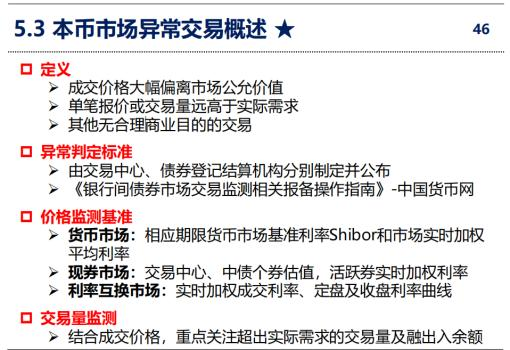 5.3 本币市场异常交易概述 ★
46
定义
成交价格大幅偏离市场公允价值
单笔报价或交易量远高于实际需求
其他无合理商业目的的交易
异常判定标准
由交易中心、债券登记结算机构分别制定并公布
《银行间债券市场交易监测相关报备操作指南》-中国货币网
价格监测基准
货币市场：相应期限货币市场基准利率Shibor和市场实时加权
平均利率
现券市场：交易中心、中债个券估值，活跃券实时加权利率
利率互换市场：实时加权成交利率、定盘及收盘利率曲线
交易量监测
结合成交价格，重点关注超出实际需求的交易量及融出入余额